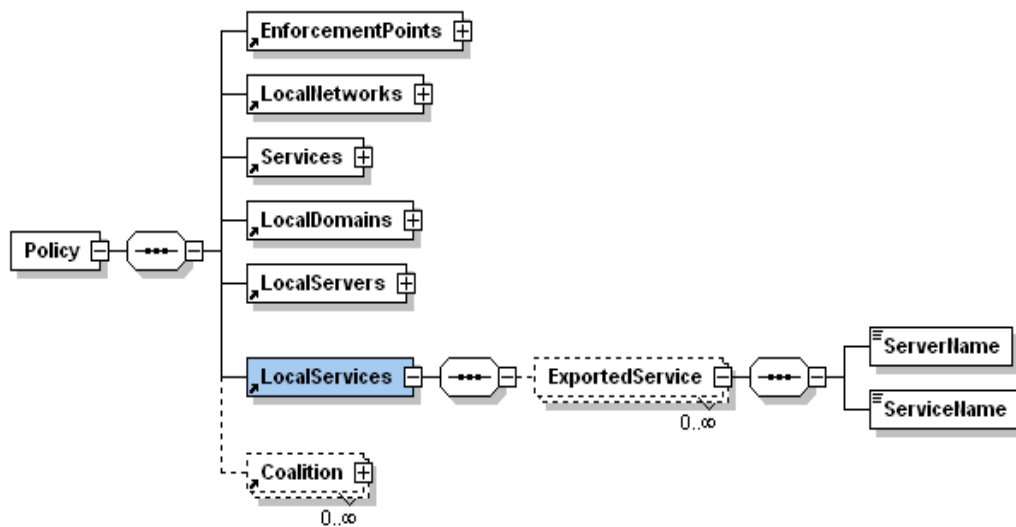 EnforcementPoints
LocalNetworks
Services
LocalDomains
Policy
LocalServers
ServerName
LocalServices
ExportedService
0..∞
ServiceName
Coalition
0..∞